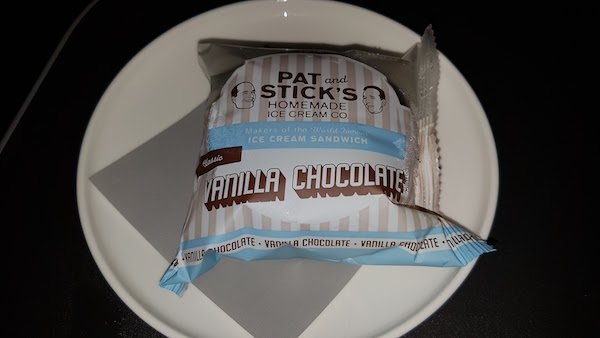 PAT and
STICK'S
HOMEMADE
ICE CREAM CO
Makers of the World Famous
ICE CREAM SANDWICH
Classic
VANILLA CHOCOLATE
VANILLA CHOCOLATE • VANILLA CHOCOLATE • VANILLA CHOCOLATE •